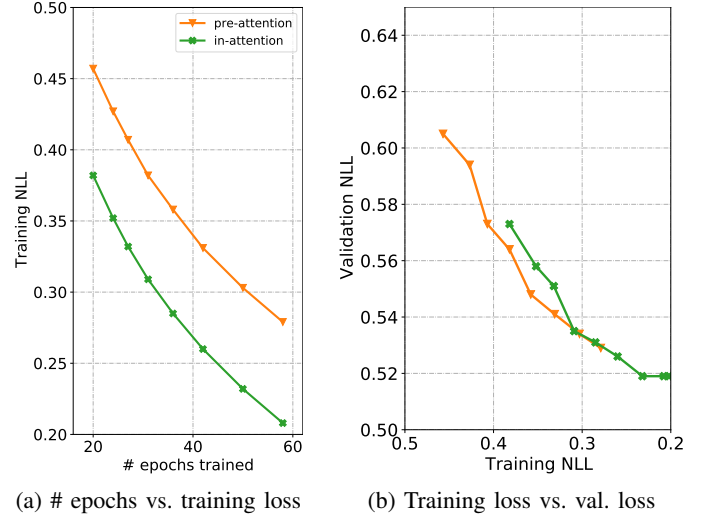 0.50
0.45
0.40
0.35
0.30
0.25
0.20
Training NLL
pre-attention
in-attention
20 40 60
# epochs trained
(a) # epochs vs. training loss
0.64
0.62
0.60
0.58
0.56
0.54
0.52
0.50
Validation NLL
0.5 0.4 0.3 0.2
Training NLL
(b) Training loss vs. val. loss